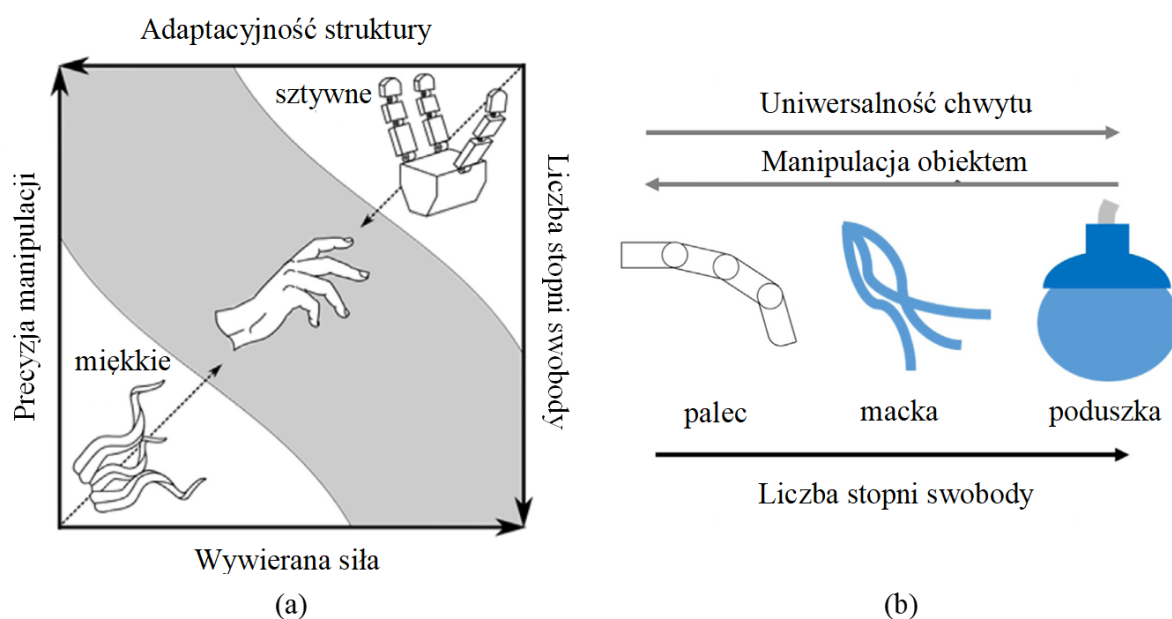 (a)
Adaptacyjność struktury
sztywne
Precyzja manipulacji
Liczba stopni swobody
miękkie
Wywierana siła
Uniwersalność chwytu
Manipulacja obiektem
palec
macka
poduszka
Liczba stopni swobody
(a)
(b)